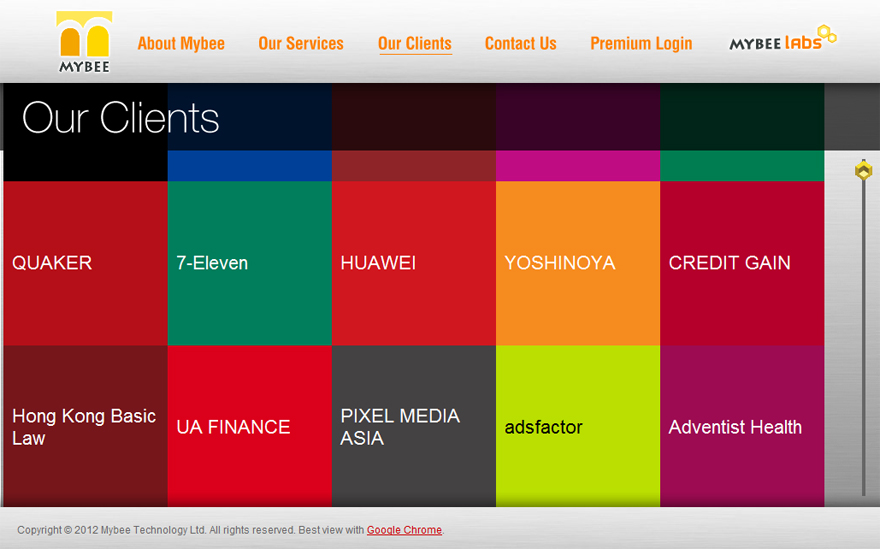 MYBEE
About Mybee
Our Services
Our Clients
Contact Us
Premium Login
MYBEE labs
Our Clients
QUAKER
7-Eleven
HUAWEI
YOSHINOYA
CREDIT GAIN
Hong Kong Basic
Law
UA FINANCE
PIXEL MEDIA
ASIA
adsfactor
Adventist Health
Copyright © 2012 Mybee Technology Ltd. All rights reserved. Best view with Google Chrome.